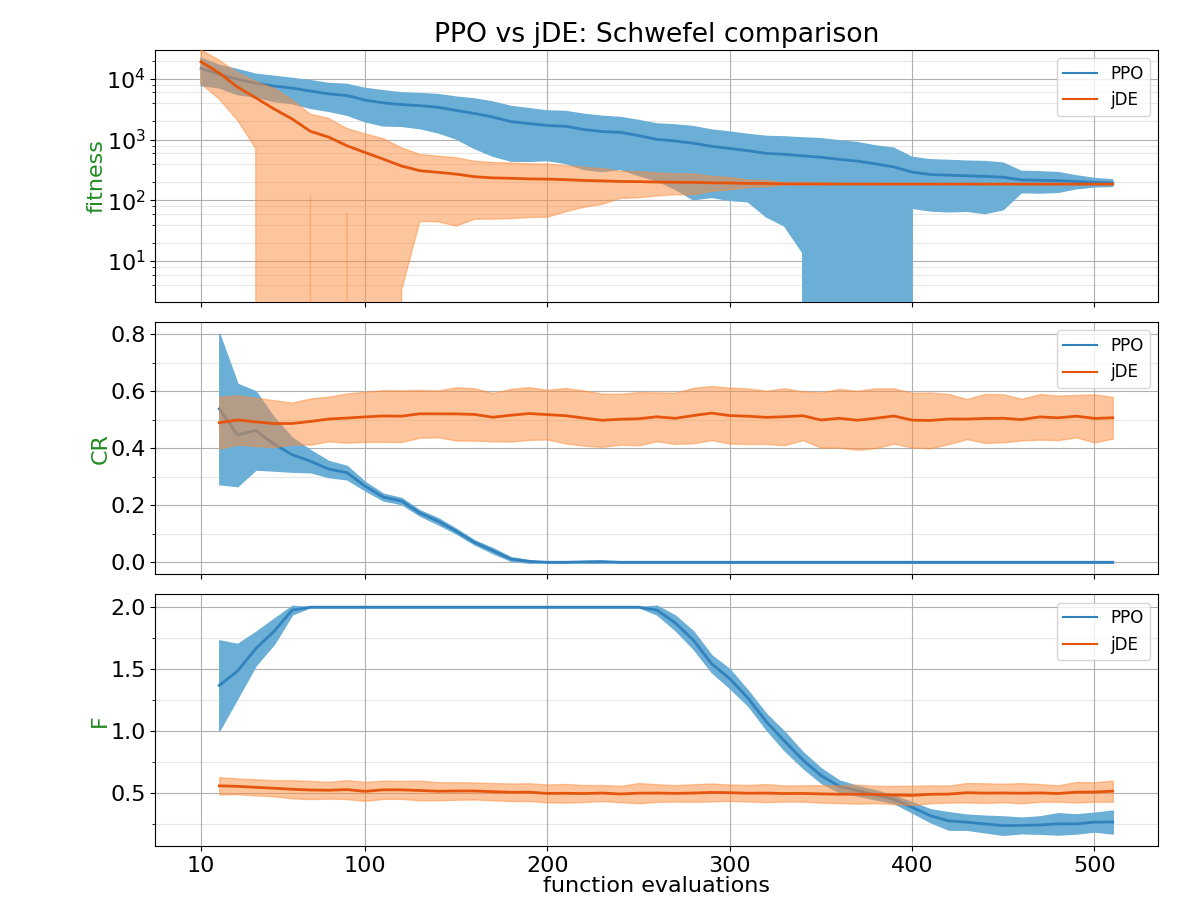 PPO vs jDE: Schwefel comparison
fitness
10⁴
10³
10²
10¹
PPO
jDE
CR
0.8
0.6
0.4
0.2
0.0
PPO
jDE
F
2.0
1.5
1.0
0.5
PPO
jDE
10 100 200 300 400 500
function evaluations